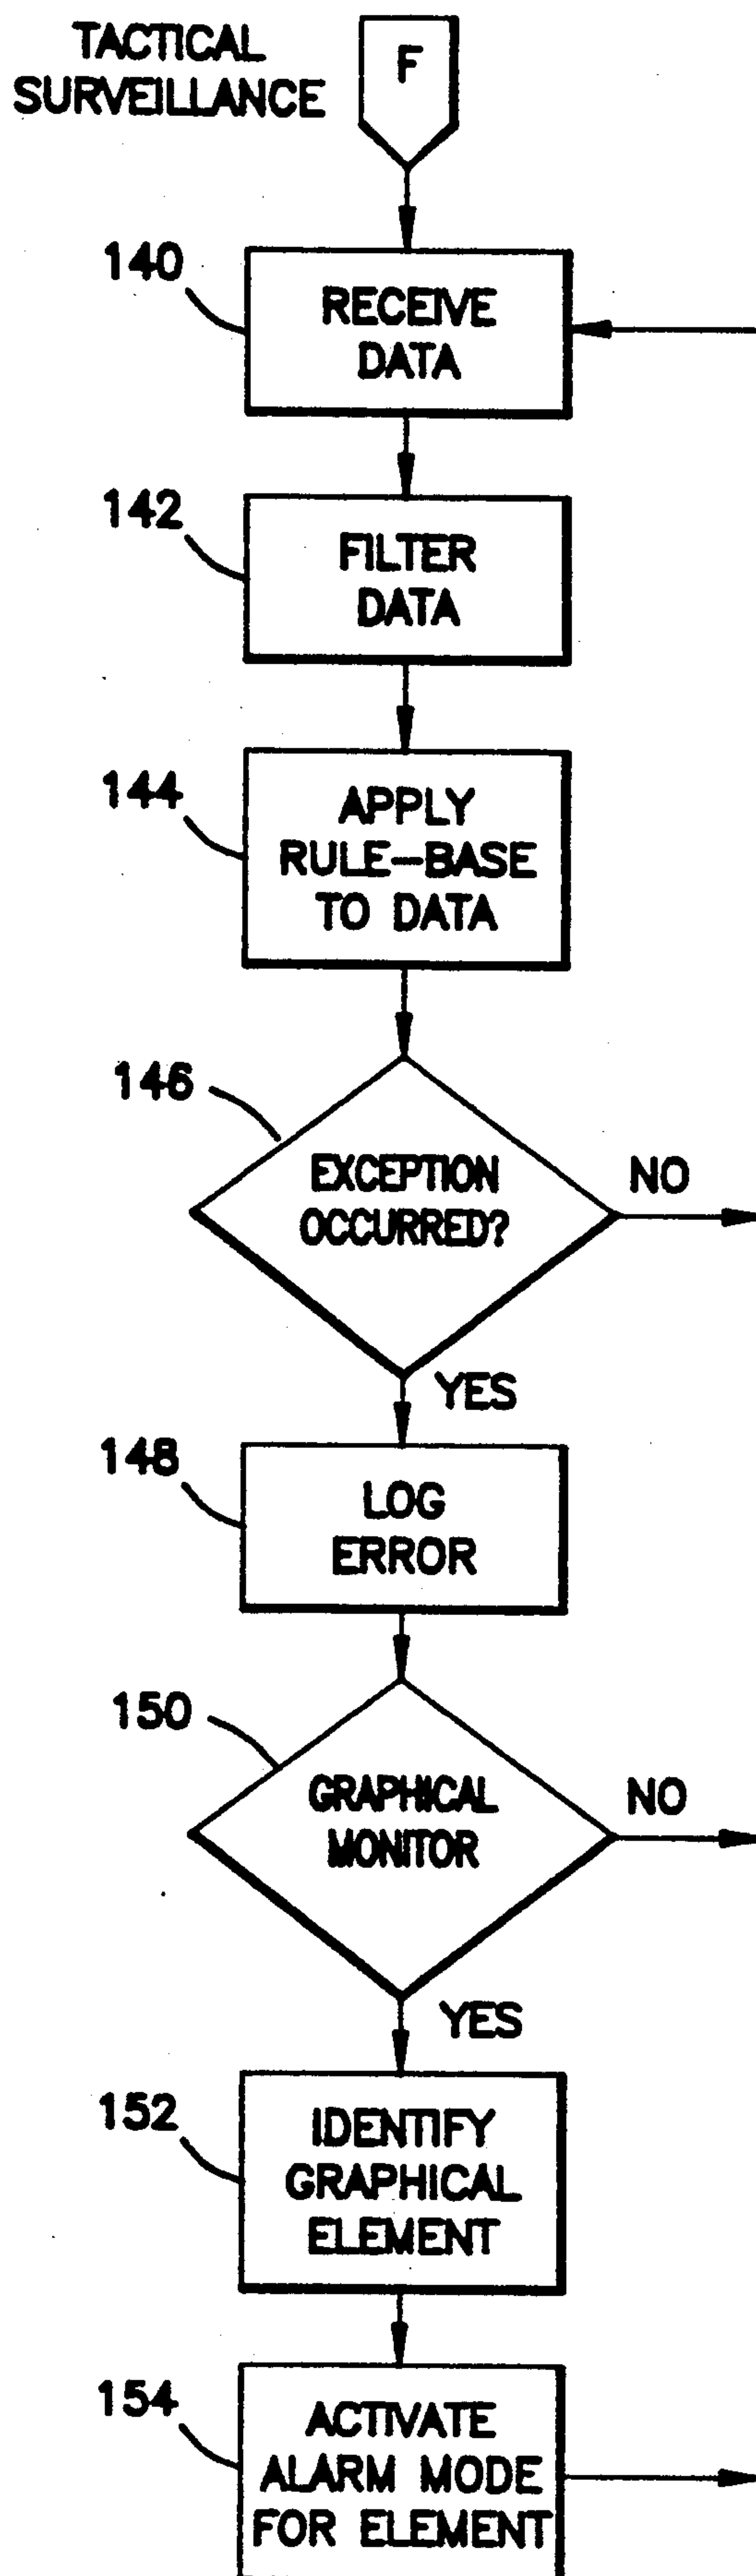 TACTICAL
SURVEILLANCE
F
140
RECEIVE
DATA
142
FILTER
DATA
144
APPLY
RULE-BASE
TO DATA
146
EXCEPTION
OCCURRED?
NO
YES
148
LOG
ERROR
150
GRAPHICAL
MONITOR
NO
YES
152
IDENTIFY
GRAPHICAL
ELEMENT
154
ACTIVATE
ALARM MODE
FOR ELEMENT